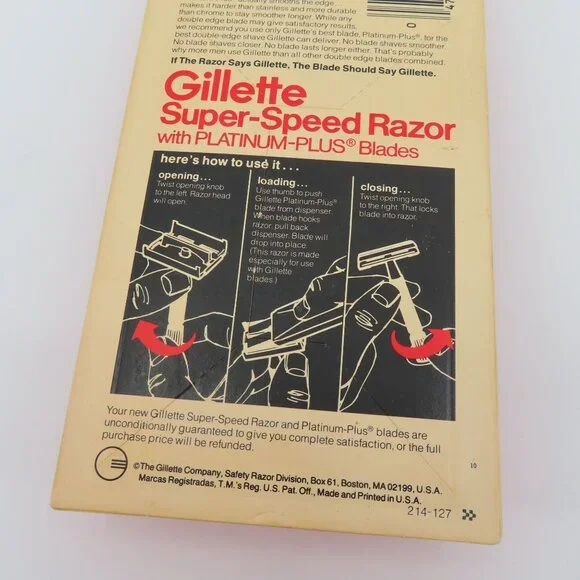 makes it harder than stainless and more durable
than chrome to stay smoother longer. While any
double edge blade may give satisfactory results,
we recommend you use only Gillette's best blade, Platinum-Plus®, for the
best double-edge shave Gillette can deliver. No blade shaves smoother.
No blade shaves closer. No blade lasts longer either. That's probably
why more men use Gillette than all other double edge blades combined.
If The Razor Says Gillette, The Blade Should Say Gillette.
0
47
Gillette
Super-Speed Razor
with PLATINUM-PLUS® Blades
here's how to use it...
opening...
Twist opening knob
to the left. Razor head
will open.
loading...
Use thumb to push
Gillette Platinum-Plus®
blade from dispenser.
When blade hooks
razor, pull back
dispenser. Blade will
drop into place.
(This razor is made
especially for use
with Gillette
blades.)
closing...
Twist opening knob
to the right. That locks
blade into razor.
Your new Gillette Super-Speed Razor and Platinum-Plus® blades are
unconditionally guaranteed to give you complete satisfaction, or the full
purchase price will be refunded.
10
©The Gillette Company, Safety Razor Division, Box 61, Boston, MA 02199, U.S.A.
Marcas Registradas, T.M.'s Reg. U.S. Pat. Off., Made and Printed in U.S.A.
214-127